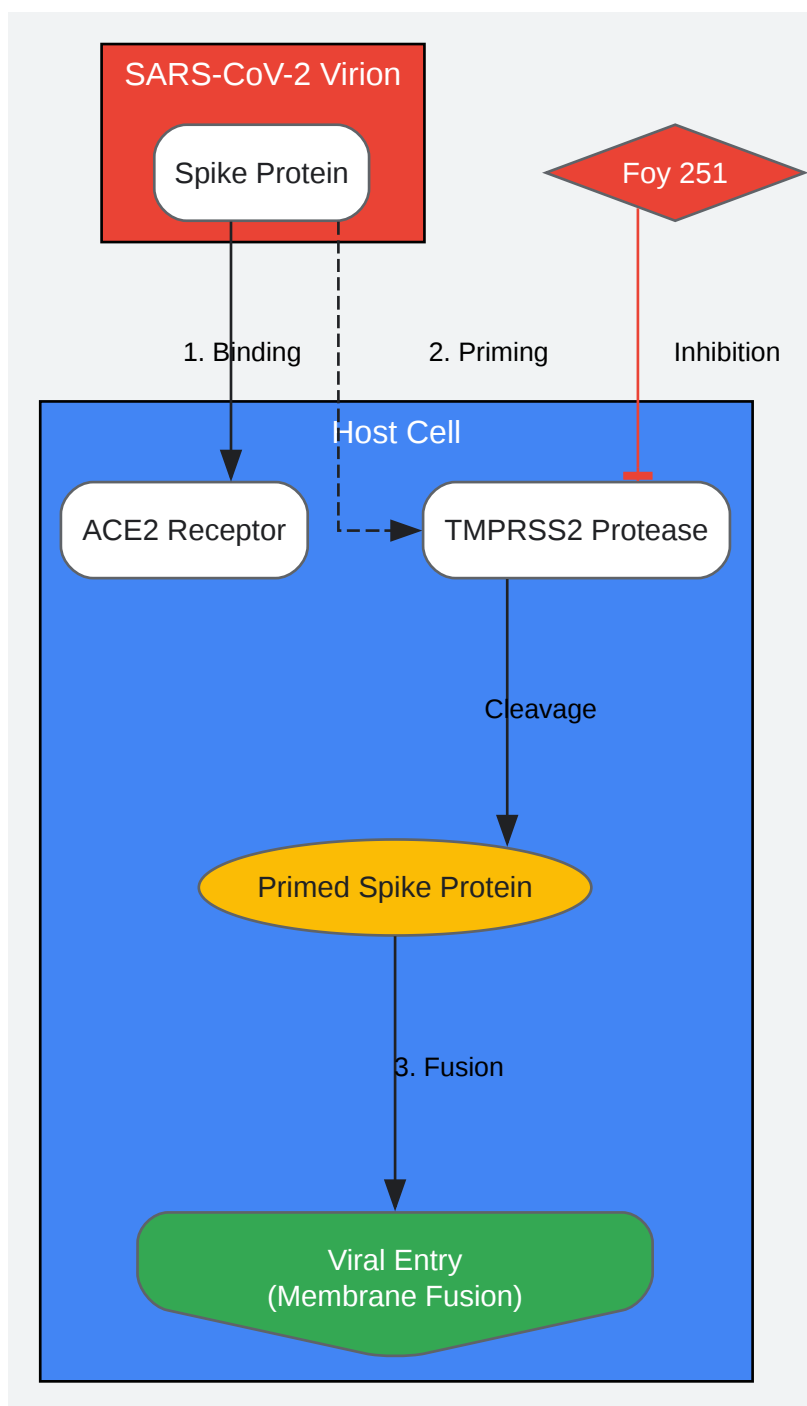 SARS-CoV-2 Virion
Spike Protein
Foy 251
1. Binding
2. Priming
Inhibition
Host Cell
ACE2 Receptor
TMPRSS2 Protease
Cleavage
Primed Spike Protein
3. Fusion
Viral Entry
(Membrane Fusion)